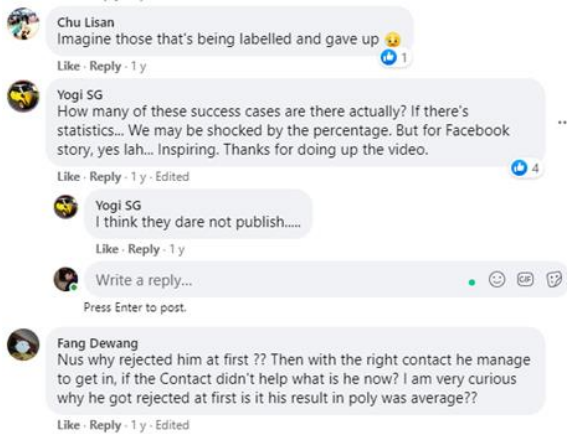 Chu Lisan
Imagine those that's being labelled and gave up 😥
1
Like · Reply · 1 y
Yogi SG
How many of these success cases are there actually? If there's
statistics... We may be shocked by the percentage. But for Facebook
story, yes lah... Inspiring. Thanks for doing up the video.
4
Like · Reply · 1 y · Edited
Yogi SG
I think they dare not publish.....
Like · Reply · 1 y
Write a reply...
GIF
Press Enter to post.
Fang Dewang
Nus why rejected him at first ?? Then with the right contact he manage
to get in, if the Contact didn't help what is he now? I am very curious
why he got rejected at first is it his result in poly was average??
Like · Reply · 1 y · Edited